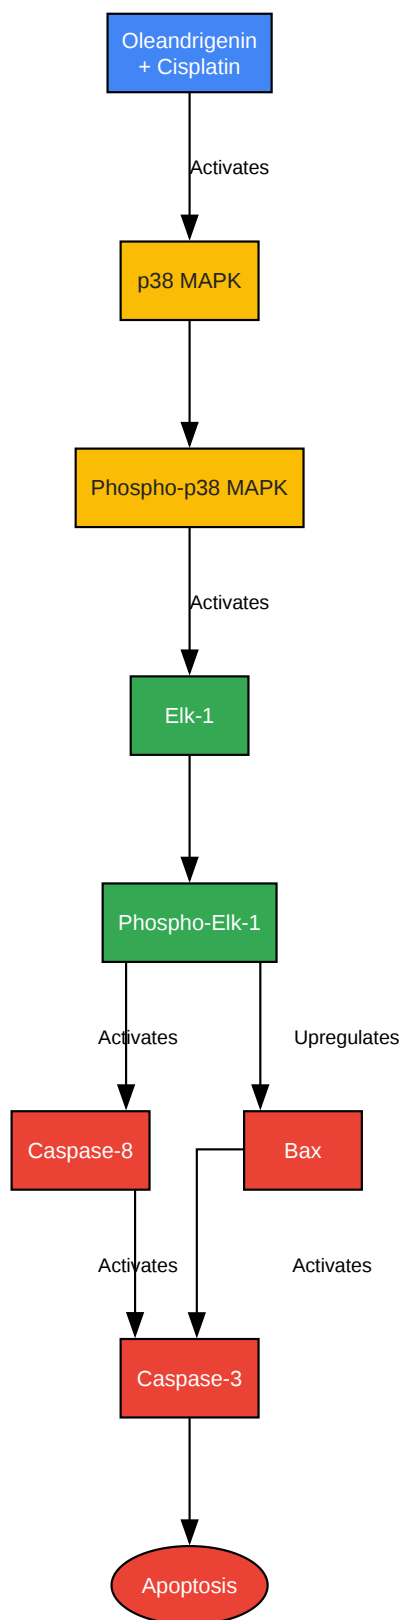 Oleandrigenin
+ Cisplatin
Activates
p38 MAPK
Phospho-p38 MAPK
Activates
Elk-1
Phospho-Elk-1
Activates
Upregulates
Caspase-8
Bax
Activates
Activates
Caspase-3
Apoptosis